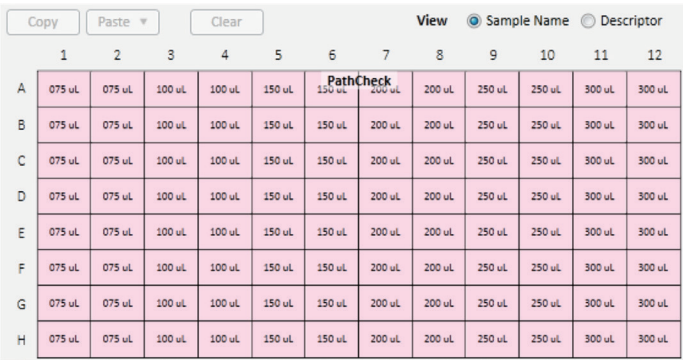 Copy Paste ▼ Clear View Sample Name Descriptor
1 2 3 4 5 6 7 8 9 10 11 12
PathCheck
A 075 uL 075 uL 100 uL 100 uL 150 uL 150 uL 200 uL 200 uL 250 uL 250 uL 300 uL 300 uL
B 075 uL 075 uL 100 uL 100 uL 150 uL 150 uL 200 uL 200 uL 250 uL 250 uL 300 uL 300 uL
C 075 uL 075 uL 100 uL 100 uL 150 uL 150 uL 200 uL 200 uL 250 uL 250 uL 300 uL 300 uL
D 075 uL 075 uL 100 uL 100 uL 150 uL 150 uL 200 uL 200 uL 250 uL 250 uL 300 uL 300 uL
E 075 uL 075 uL 100 uL 100 uL 150 uL 150 uL 200 uL 200 uL 250 uL 250 uL 300 uL 300 uL
F 075 uL 075 uL 100 uL 100 uL 150 uL 150 uL 200 uL 200 uL 250 uL 250 uL 300 uL 300 uL
G 075 uL 075 uL 100 uL 100 uL 150 uL 150 uL 200 uL 200 uL 250 uL 250 uL 300 uL 300 uL
H 075 uL 075 uL 100 uL 100 uL 150 uL 150 uL 200 uL 200 uL 250 uL 250 uL 300 uL 300 uL